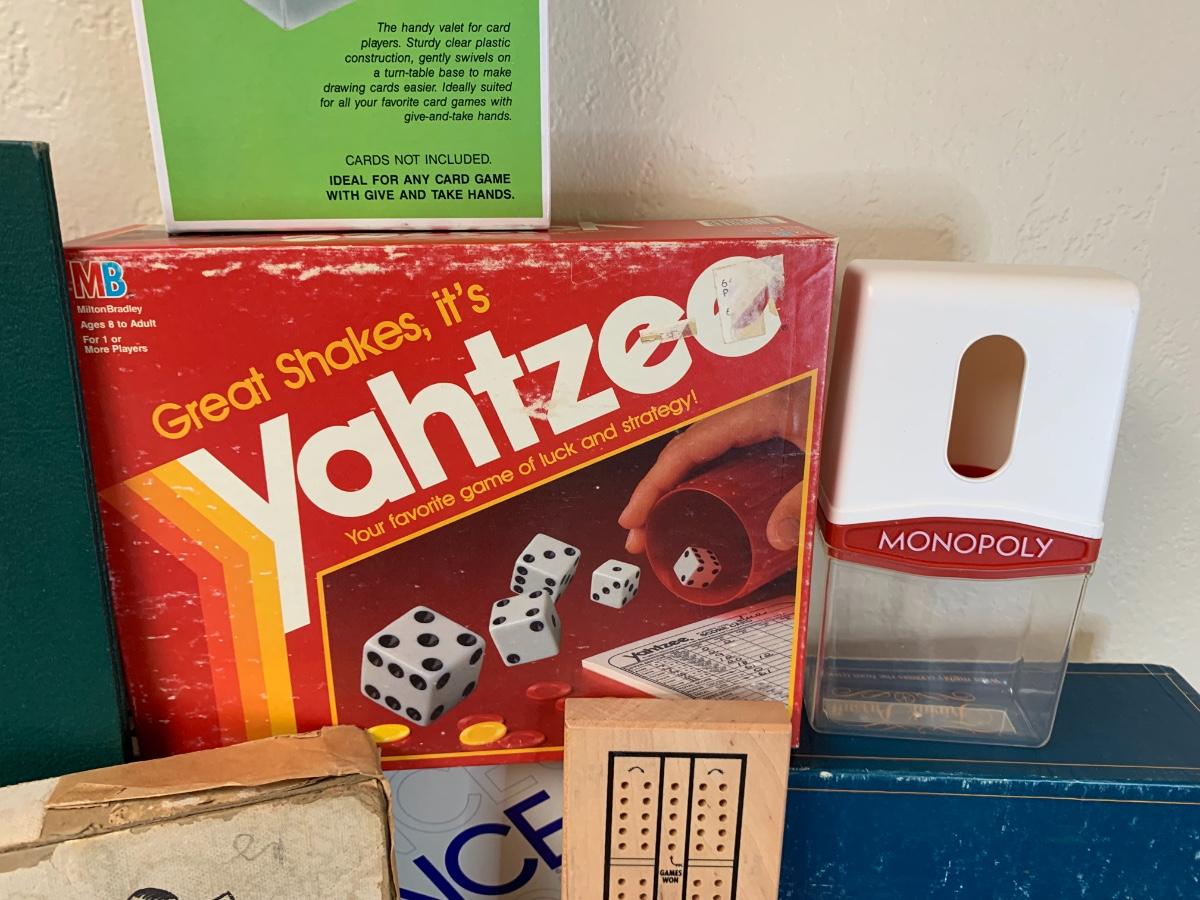 The handy valet for card
players. Sturdy clear plastic
construction, gently swivels on
a turn-table base to make
drawing cards easier. Ideally suited
for all your favorite card games with
give-and-take hands.
CARDS NOT INCLUDED.
IDEAL FOR ANY CARD GAME
WITH GIVE AND TAKE HANDS.
MB
MiltonBradley
Ages 8 to Adult
For 1 or
More Players
Great Shakes, it's
Yahtzee
Your favorite game of luck and strategy!
Yahtzee
MONOPOLY
NCE
GAMES
WON